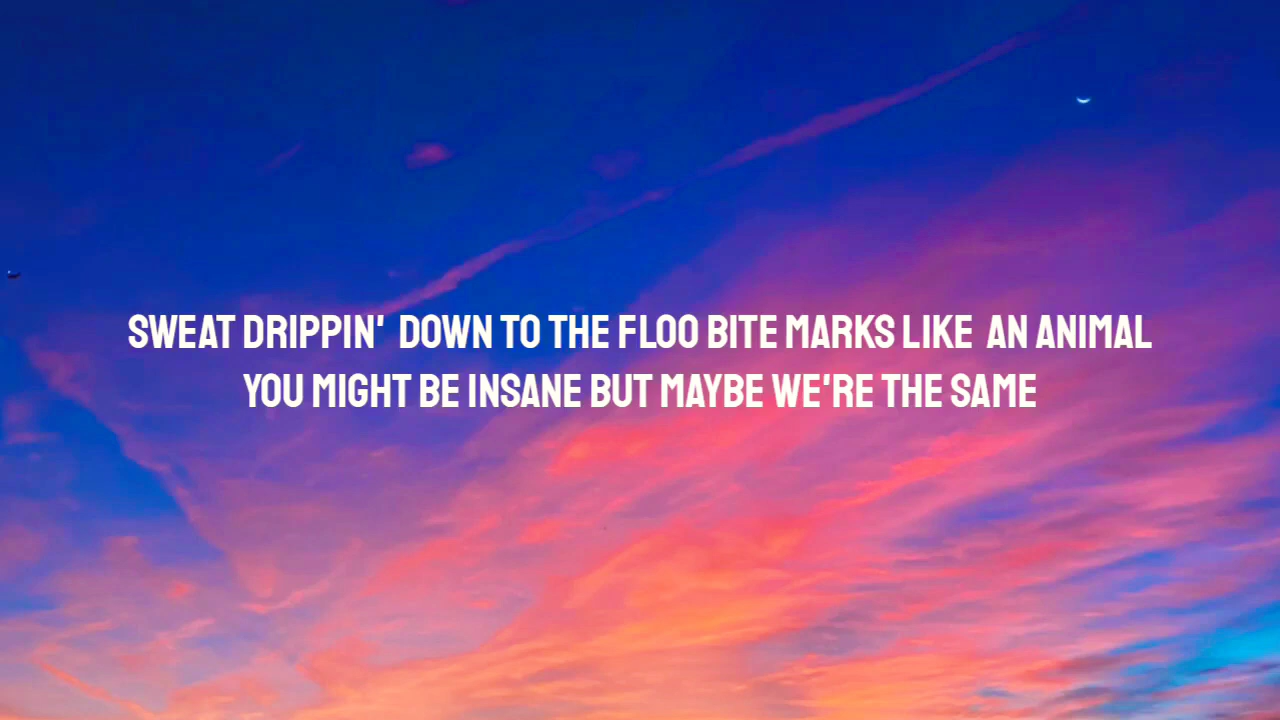 SWEAT DRIPPIN' DOWN TO THE FLOO BITE MARKS LIKE AN ANIMAL
YOU MIGHT BE INSANE BUT MAYBE WE'RE THE SAME